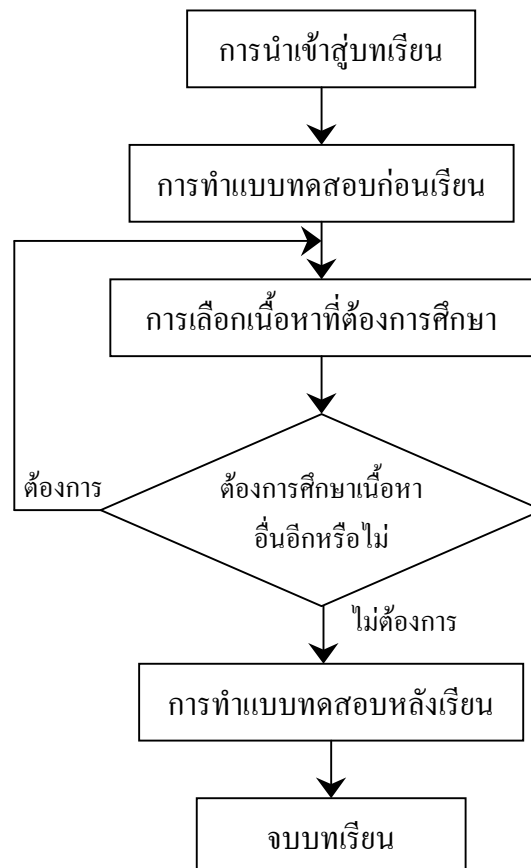 การนำเข้าสู่บทเรียน
การทำแบบทดสอบก่อนเรียน
การเลือกเนื้อหาที่ต้องการศึกษา
ต้องการ
ต้องการศึกษาเนื้อหา
อื่นอีกหรือไม่
ไม่ต้องการ
การทำแบบทดสอบหลังเรียน
จบบทเรียน